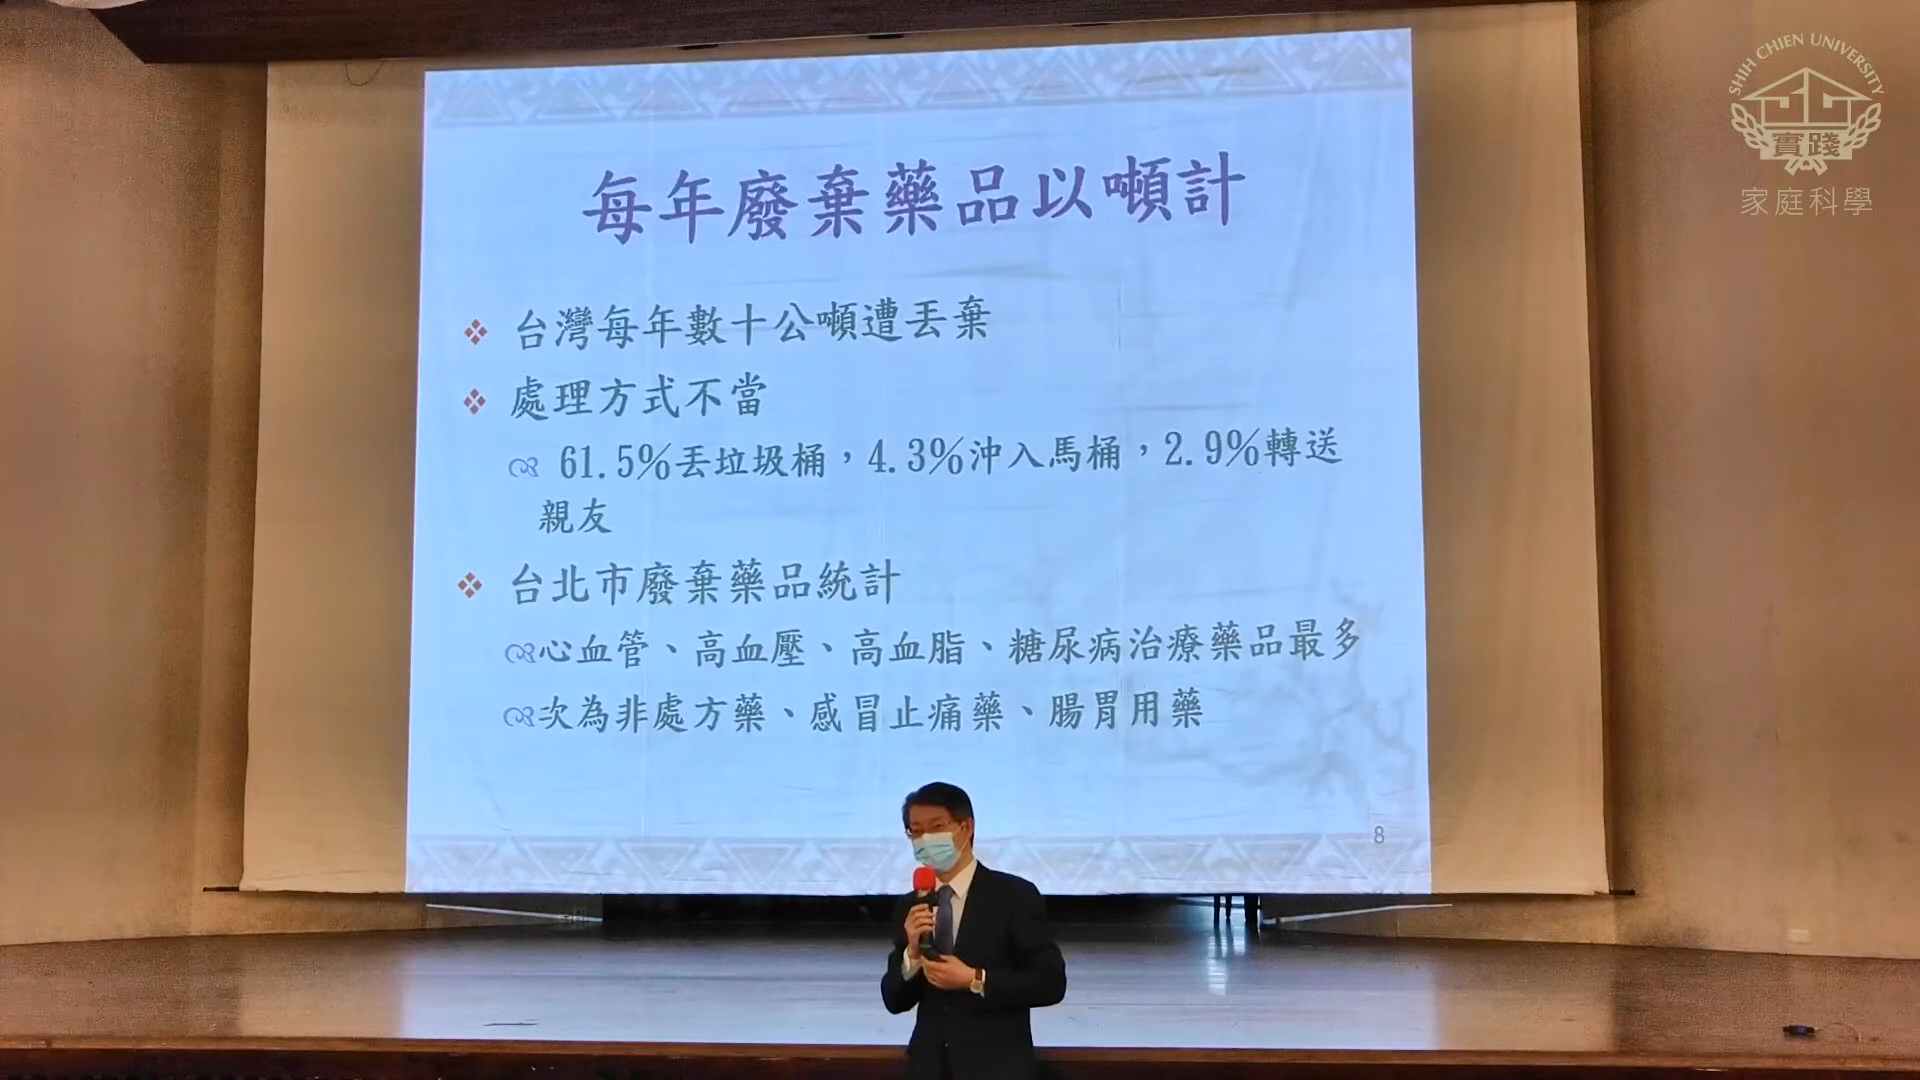 每年廢棄藥品以噸計
台灣每年數十公噸遭丟棄
處理方式不當
61.5%丟垃圾桶，4.3%沖入馬桶，2.9%轉送
親友
台北市廢棄藥品統計
心血管、高血壓、高血脂、糖尿病治療藥品最多
次為非處方藥、感冒止痛藥、腸胃用藥
8
SHIH CHIEN UNIVERSITY
實踐
家庭科學